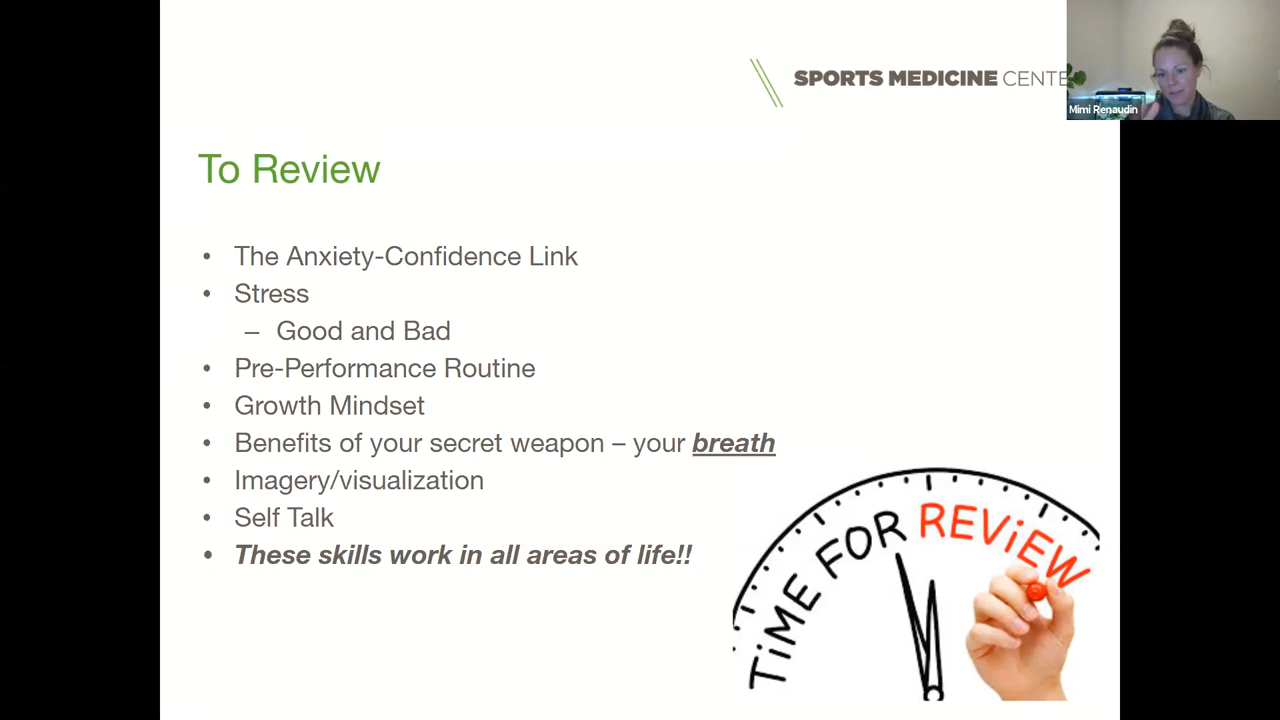 SPORTS MEDICINE CENTE
Mimi Renaudin
To Review
• The Anxiety-Confidence Link
• Stress
– Good and Bad
• Pre-Performance Routine
• Growth Mindset
• Benefits of your secret weapon – your breath
• Imagery/visualization
• Self Talk
• These skills work in all areas of life!!
TiME FOR REViEW